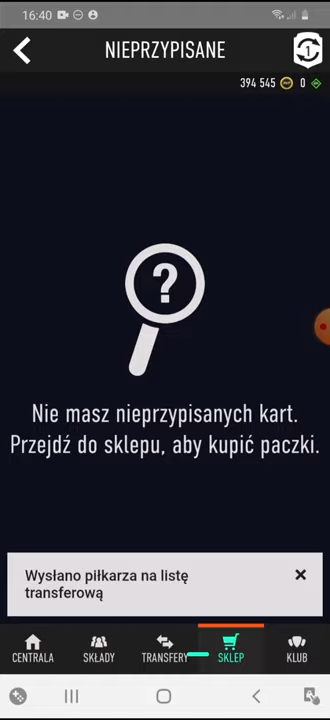 16:40
NIEPRZYPISANE
1
394 545 0
?
Nie masz nieprzypisanych kart.
Przejdź do sklepu, aby kupić paczki.
Wysłano piłkarza na listę
transferową
CENTRALA SKŁADY TRANSFERY SKLEP KLUB